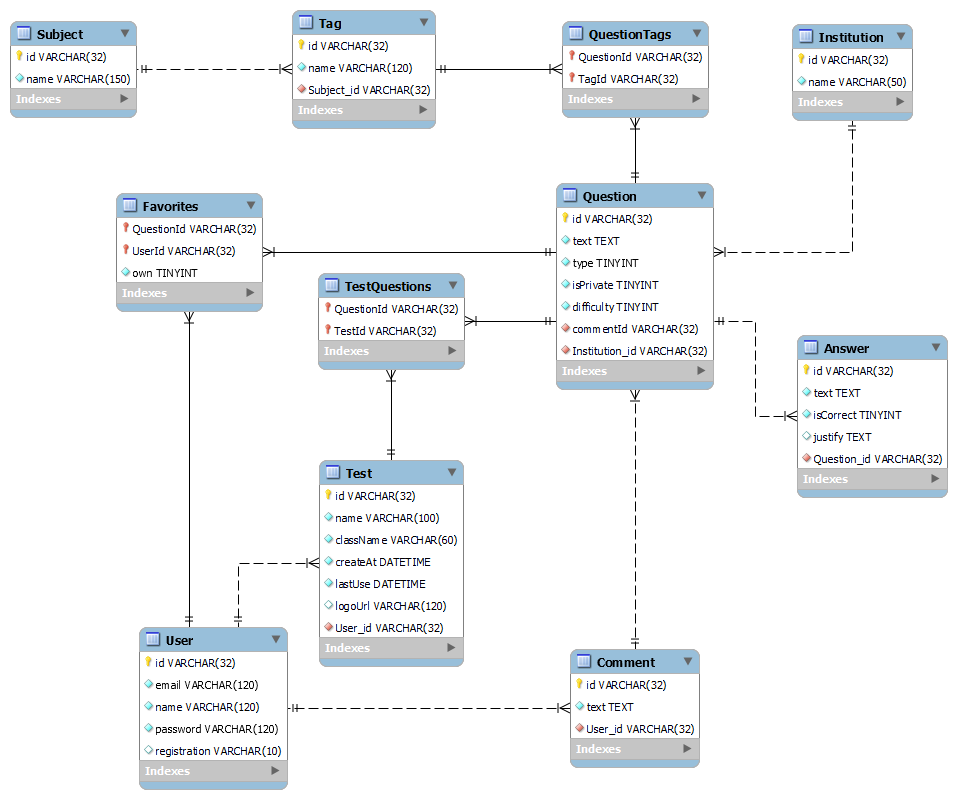 Subject
id VARCHAR(32)
name VARCHAR(150)
Indexes
Tag
id VARCHAR(32)
name VARCHAR(120)
Subject_id VARCHAR(32)
Indexes
QuestionTags
QuestionId VARCHAR(32)
TagId VARCHAR(32)
Indexes
Institution
id VARCHAR(32)
name VARCHAR(50)
Indexes
Favorites
QuestionId VARCHAR(32)
UserId VARCHAR(32)
own TINYINT
Indexes
TestQuestions
QuestionId VARCHAR(32)
TestId VARCHAR(32)
Indexes
Question
id VARCHAR(32)
text TEXT
type TINYINT
isPrivate TINYINT
difficulty TINYINT
commentId VARCHAR(32)
Institution_id VARCHAR(32)
Indexes
Answer
id VARCHAR(32)
text TEXT
isCorrect TINYINT
justify TEXT
Question_id VARCHAR(32)
Indexes
Test
id VARCHAR(32)
name VARCHAR(100)
className VARCHAR(60)
createAt DATETIME
lastUse DATETIME
logoUrl VARCHAR(120)
User_id VARCHAR(32)
Indexes
User
id VARCHAR(32)
email VARCHAR(120)
name VARCHAR(120)
password VARCHAR(120)
registration VARCHAR(10)
Indexes
Comment
id VARCHAR(32)
text TEXT
User_id VARCHAR(32)
Indexes